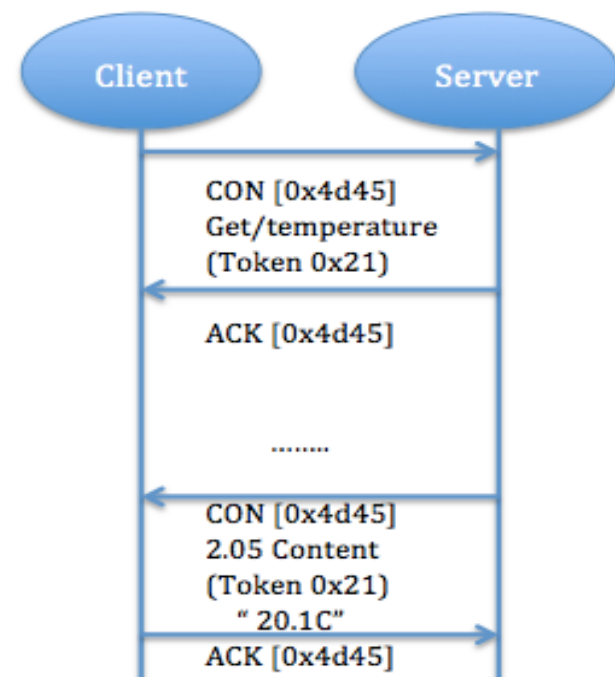 Client
Server
CON [0x4d45]
Get/temperature
(Token 0x21)
ACK [0x4d45]
........
CON [0x4d45]
2.05 Content
(Token 0x21)
“ 20.1C”
ACK [0x4d45]